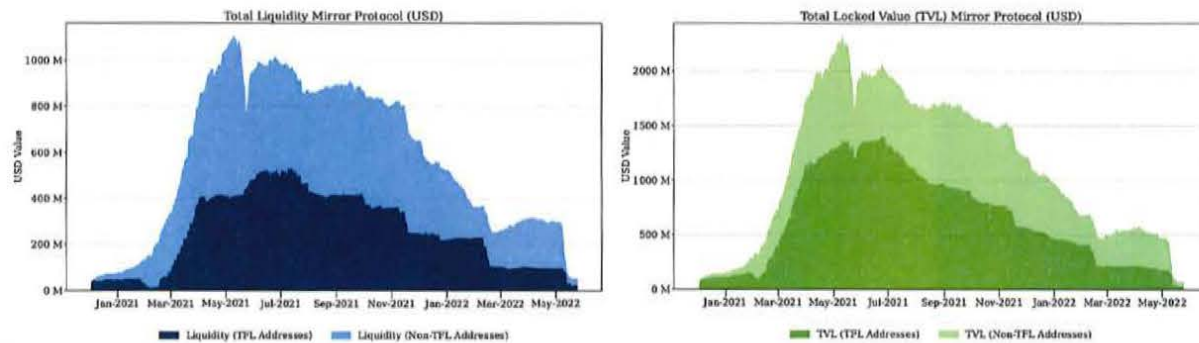 Total Liquidity Mirror Protocol (USD)
1000 M
800 M
600 M
400 M
200 M
0 M
USD Value
Jan-2021 Mar-2021 May-2021 Jul-2021 Sep-2021 Nov-2021 Jan-2022 Mar-2022 May-2022
Liquidity (TFL Addresses) Liquidity (Non-TFL Addresses)
Total Locked Value (TVL) Mirror Protocol (USD)
2000 M
1500 M
1000 M
500 M
0 M
USD Value
Jan-2021 Mar-2021 May-2021 Jul-2021 Sep-2021 Nov-2021 Jan-2022 Mar-2022 May-2022
TVL (TFL Addresses) TVL (Non-TFL Addresses)